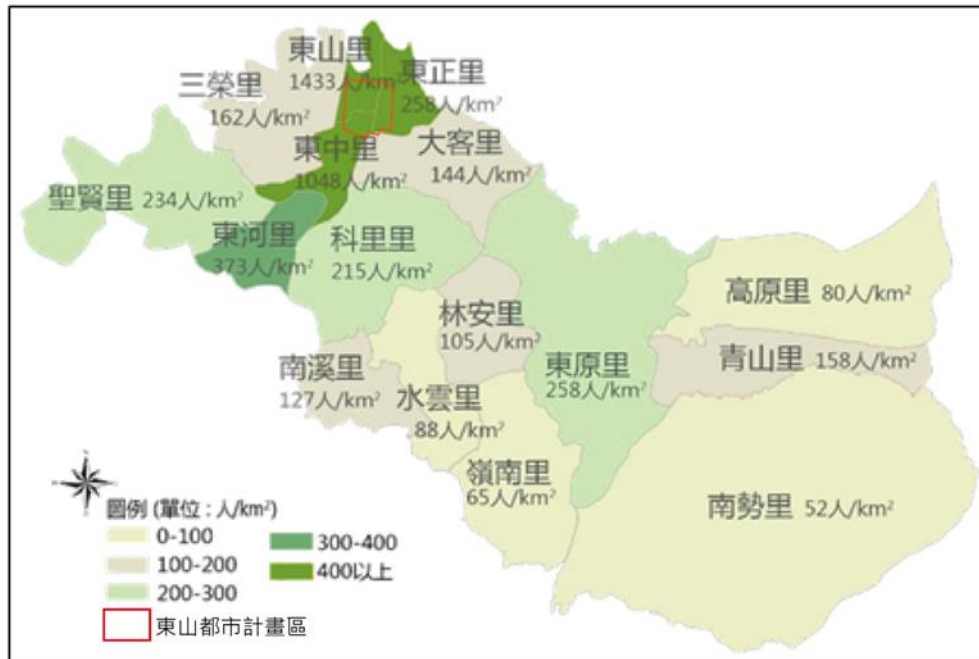 東山里
1433人/km²
東正里
258人/km²
三榮里
162人/km²
東中里
1048人/km²
大客里
144人/km²
聖賢里 234人/km²
東河里
373人/km²
科里里
215人/km²
高原里 80人/km²
林安里
105人/km²
青山里 158人/km²
東原里
258人/km²
南溪里
127人/km²
水雲里
88人/km²
嶺南里
65人/km²
南勢里 52人/km²
圖例 (單位 : 人/km²)
0-100
100-200
200-300
300-400
400以上
東山都市計畫區